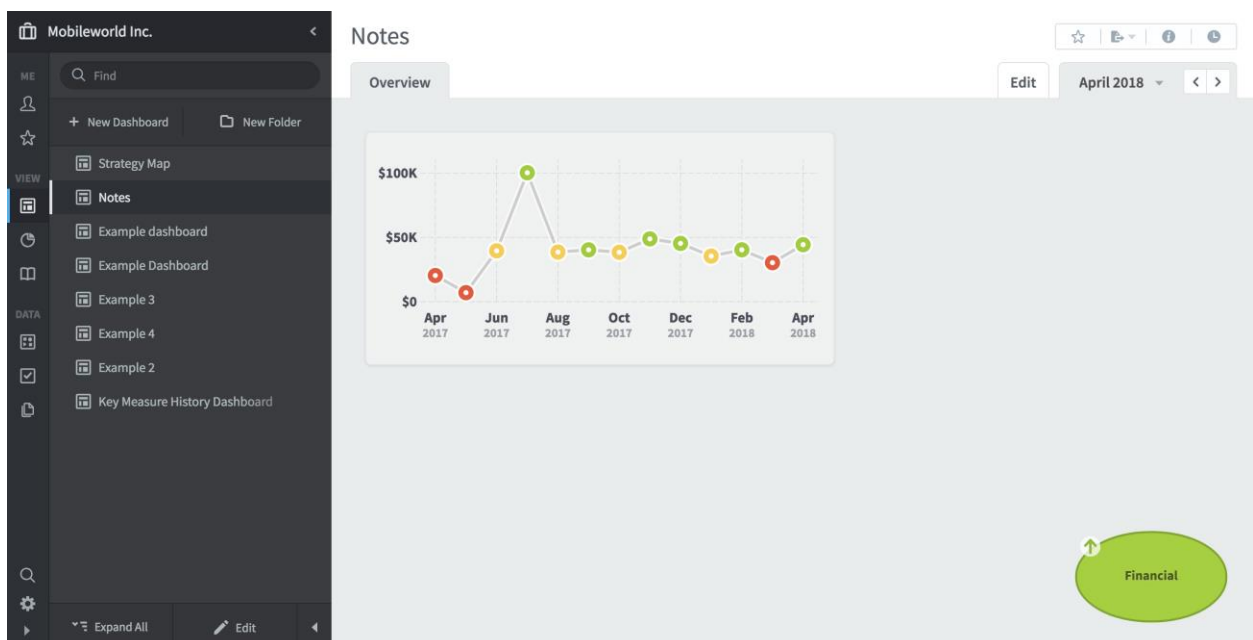 Mobileworld Inc.
ME
Find
New Dashboard
New Folder
Strategy Map
VIEW
Notes
Example dashboard
Example Dashboard
Example 3
DATA
Example 4
Example 2
Key Measure History Dashboard
Expand All
Edit
Notes
Overview
Edit
April 2018
$100K
$50K
$0
Apr Jun Aug Oct Dec Feb Apr
2017 2017 2017 2017 2017 2018 2018
Financial